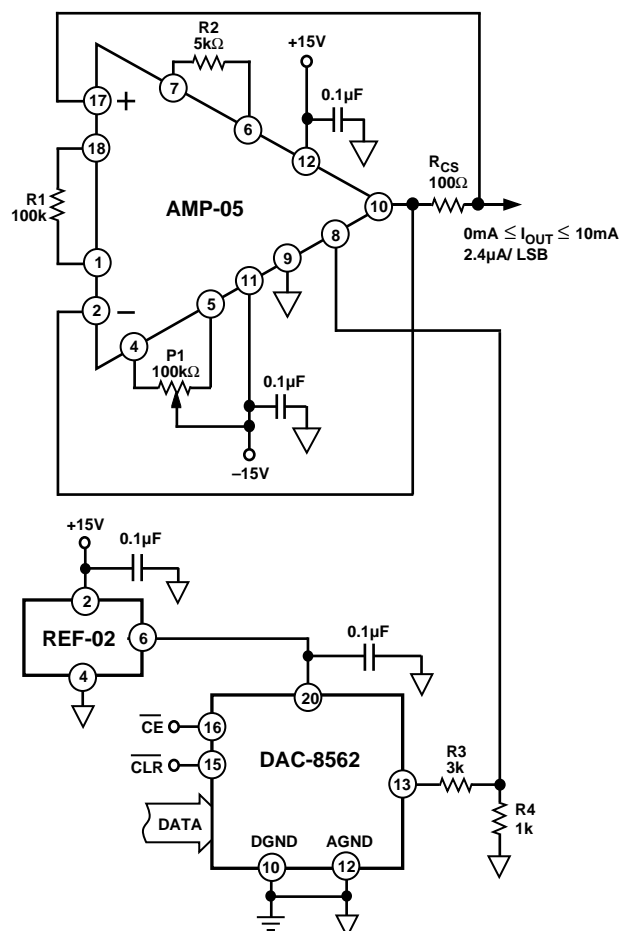 R2
5kΩ
+15V
0.1µF
7
6
12
17
+
18
R1
100k
1
2
−
AMP-05
10
RCS
100Ω
0mA ≤ IOUT ≤ 10mA
2.4µA/ LSB
8
9
11
5
4
P1
100kΩ
0.1µF
−15V
+15V
0.1µF
2
REF-02
6
4
0.1µF
20
CE
16
CLR
15
DAC-8562
13
R3
3k
R4
1k
DATA
DGND
AGND
10
12